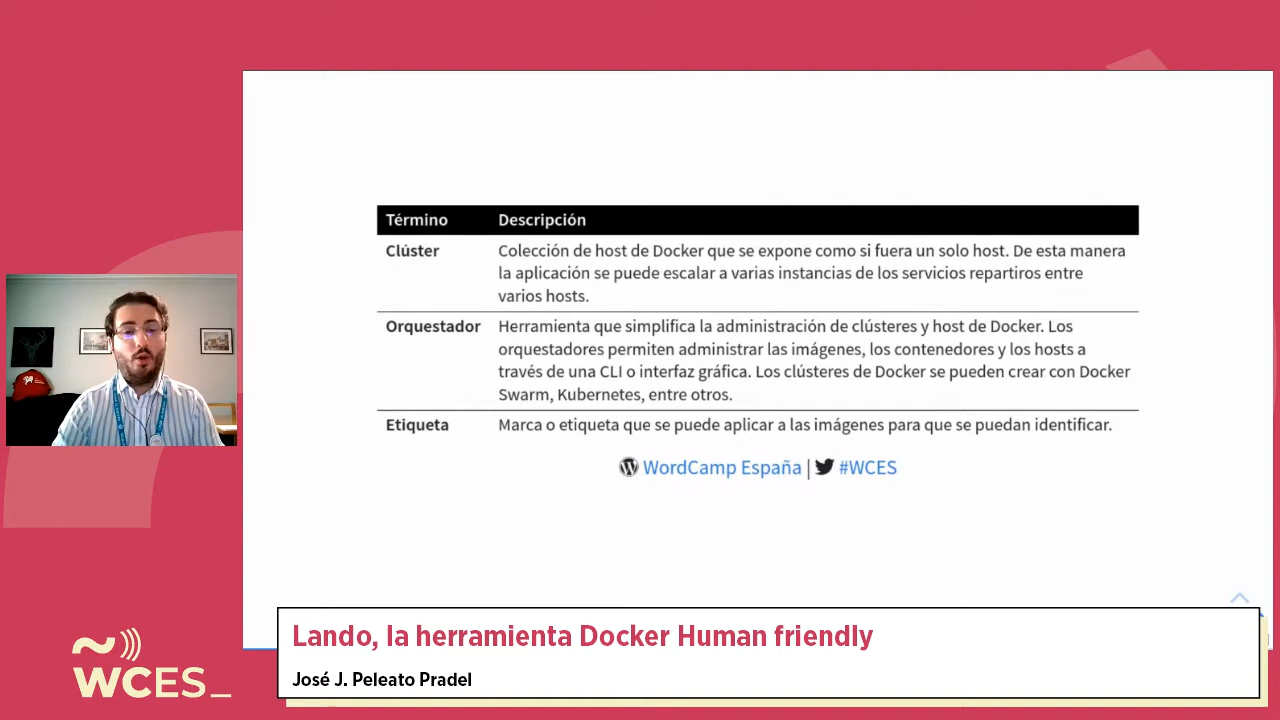 Término Descripción
Clúster Colección de host de Docker que se expone como si fuera un solo host. De esta manera
la aplicación se puede escalar a varias instancias de los servicios repartiros entre
varios hosts.
Orquestador Herramienta que simplifica la administración de clústeres y host de Docker. Los
orquestadores permiten administrar las imágenes, los contenedores y los hosts a
través de una CLI o interfaz gráfica. Los clústeres de Docker se pueden crear con Docker
Swarm, Kubernetes, entre otros.
Etiqueta Marca o etiqueta que se puede aplicar a las imágenes para que se puedan identificar.
WordCamp España | #WCES
Lando, la herramienta Docker Human friendly
José J. Peleato Pradel
WCES_